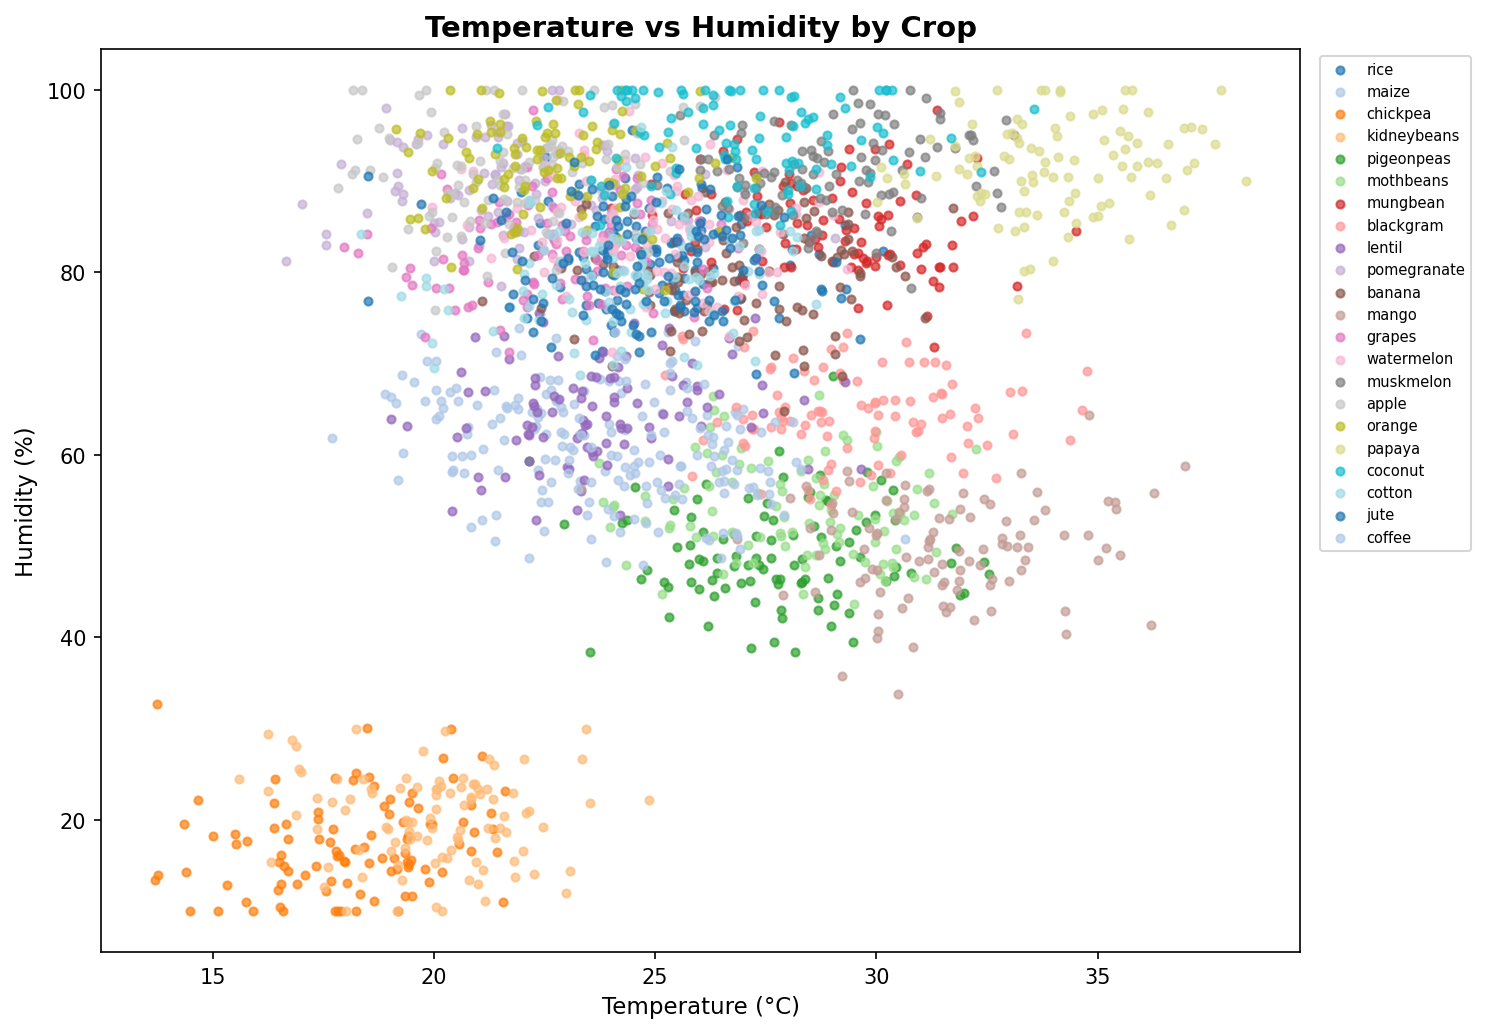 Temperature vs Humidity by Crop
Humidity (%)
100
80
60
40
20
15
20
25
30
35
Temperature (°C)
rice
maize
chickpea
kidneybeans
pigeonpeas
mothbeans
mungbean
blackgram
lentil
pomegranate
banana
mango
grapes
watermelon
muskmelon
apple
orange
papaya
coconut
cotton
jute
coffee